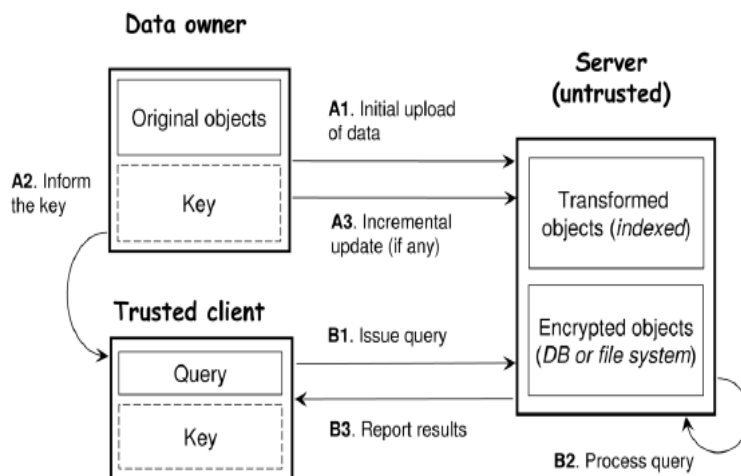 Data owner
Original objects
Key
A1. Initial upload
of data
A2. Inform
the key
A3. Incremental
update (if any)
Server
(untrusted)
Transformed
objects (indexed)
Encrypted objects
(DB or file system)
Trusted client
Query
Key
B1. Issue query
B3. Report results
B2. Process query